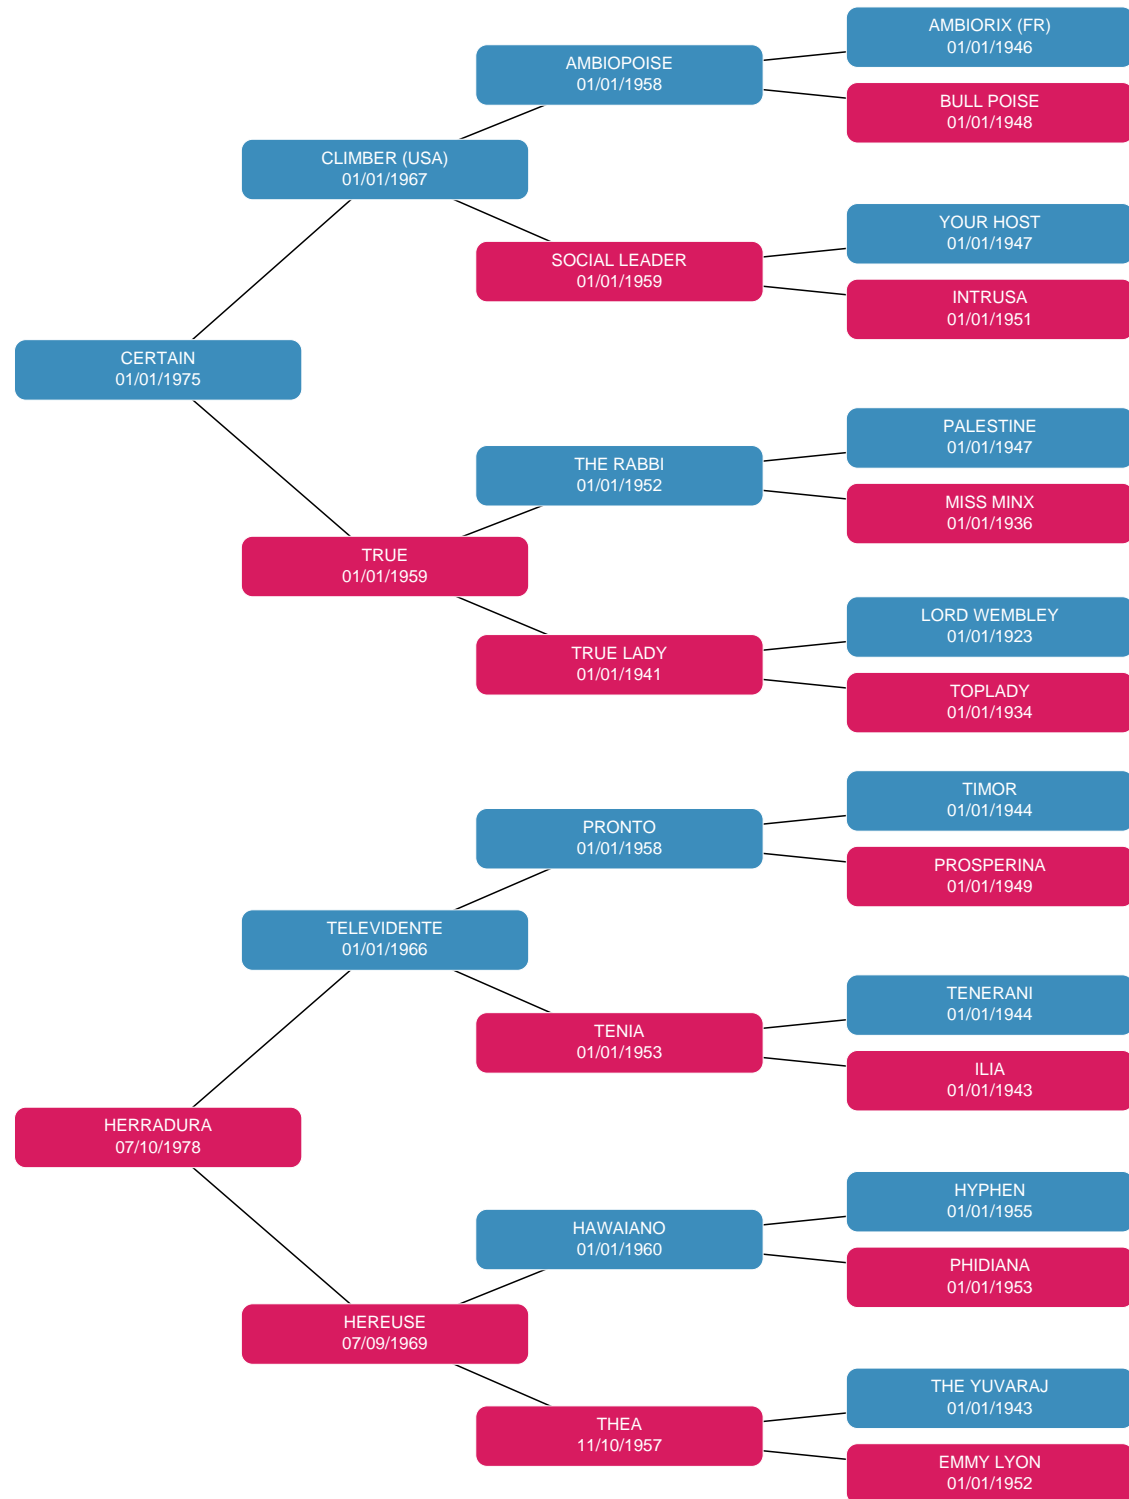 AMBIORIX (FR)
01/01/1946
AMBIOPOISE
01/01/1958
BULL POISE
01/01/1948
CLIMBER (USA)
01/01/1967
YOUR HOST
01/01/1947
SOCIAL LEADER
01/01/1959
INTRUSA
01/01/1951
CERTAIN
01/01/1975
PALESTINE
01/01/1947
THE RABBI
01/01/1952
MISS MINX
01/01/1936
TRUE
01/01/1959
LORD WEMBLEY
01/01/1923
TRUE LADY
01/01/1941
TOPLADY
01/01/1934
TIMOR
01/01/1944
PRONTO
01/01/1958
PROSPERINA
01/01/1949
TELEVIDENTE
01/01/1966
TENERANI
01/01/1944
TENIA
01/01/1953
ILIA
01/01/1943
HERRADURA
07/10/1978
HYPHEN
01/01/1955
HAWAIANO
01/01/1960
PHIDIANA
01/01/1953
HEREUSE
07/09/1969
THE YUVARAJ
01/01/1943
THEA
11/10/1957
EMMY LYON
01/01/1952